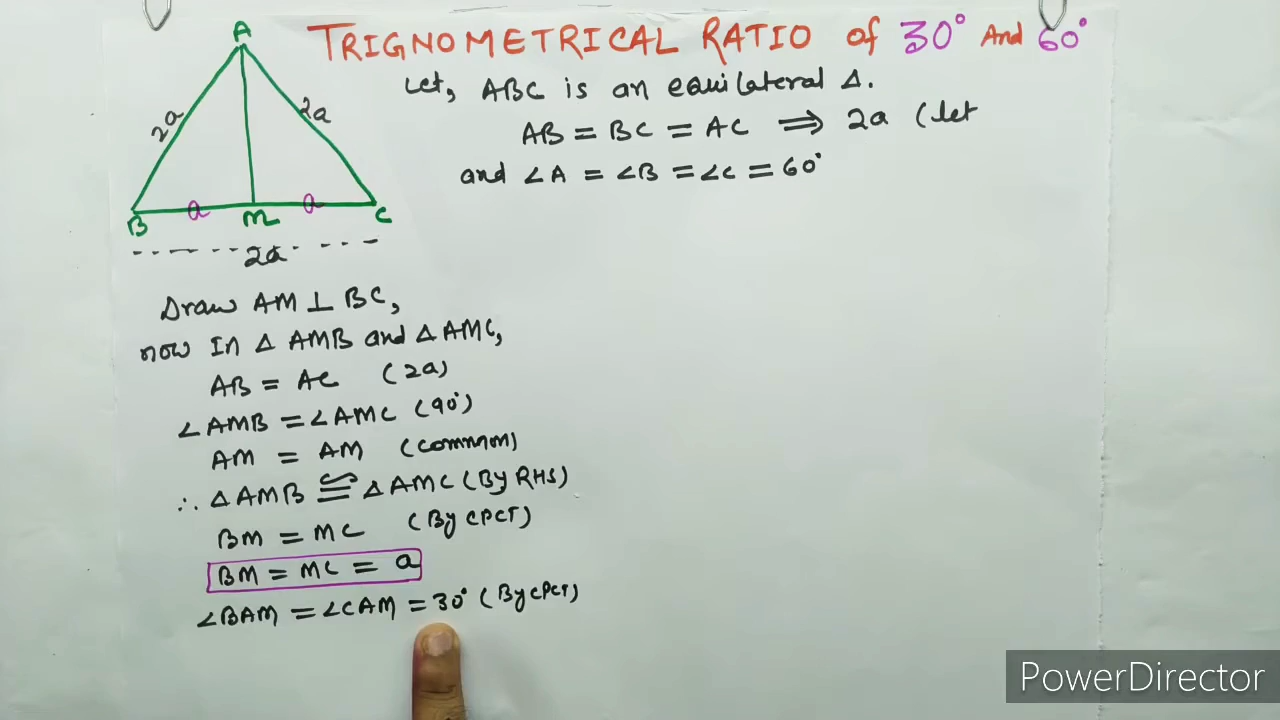 TRIGNOMETRICAL RATIO of 30° And 60°
Let, ABC is an equilateral Δ.
AB = BC = AC ⟹ 2a (let
and ∠A = ∠B = ∠C = 60°
A
2a
2a
B
a
M
a
C
2a
Draw AM ⊥ BC,
now In Δ AMB and Δ AMC,
AB = AC (2a)
∠AMB = ∠AMC (90°)
AM = AM (common)
∴ ΔAMB ≅ ΔAMC (By RHS)
BM = MC (By CPCT)
BM = MC = a
∠BAM = ∠CAM = 30° (By CPCT)
PowerDirector